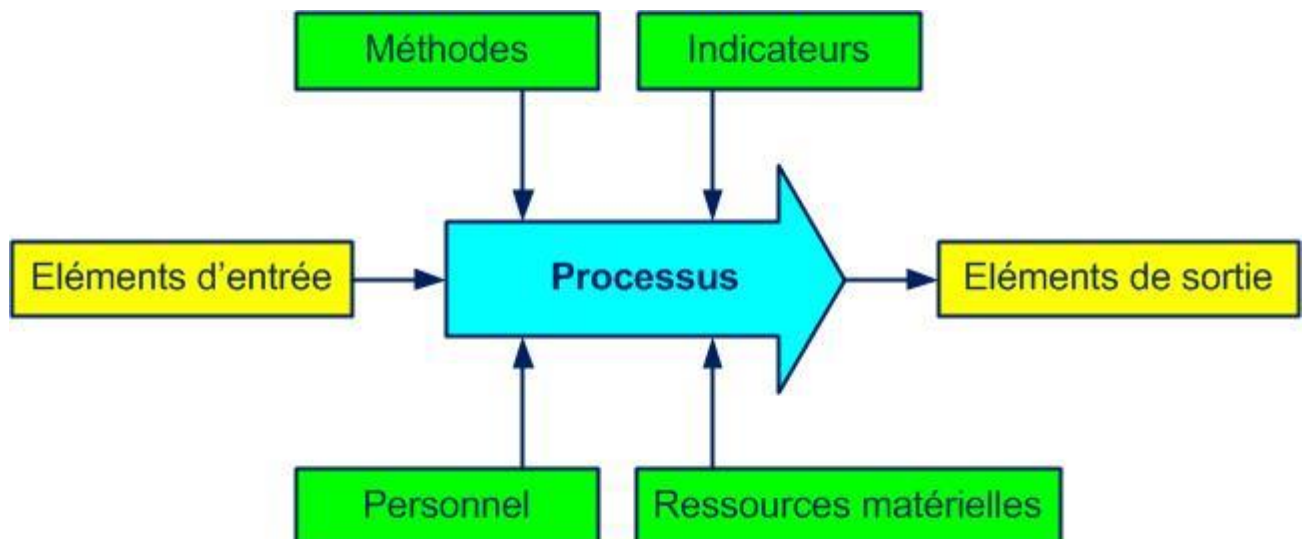 Méthodes
Indicateurs
Eléments d’entrée
Processus
Eléments de sortie
Personnel
Ressources matérielles